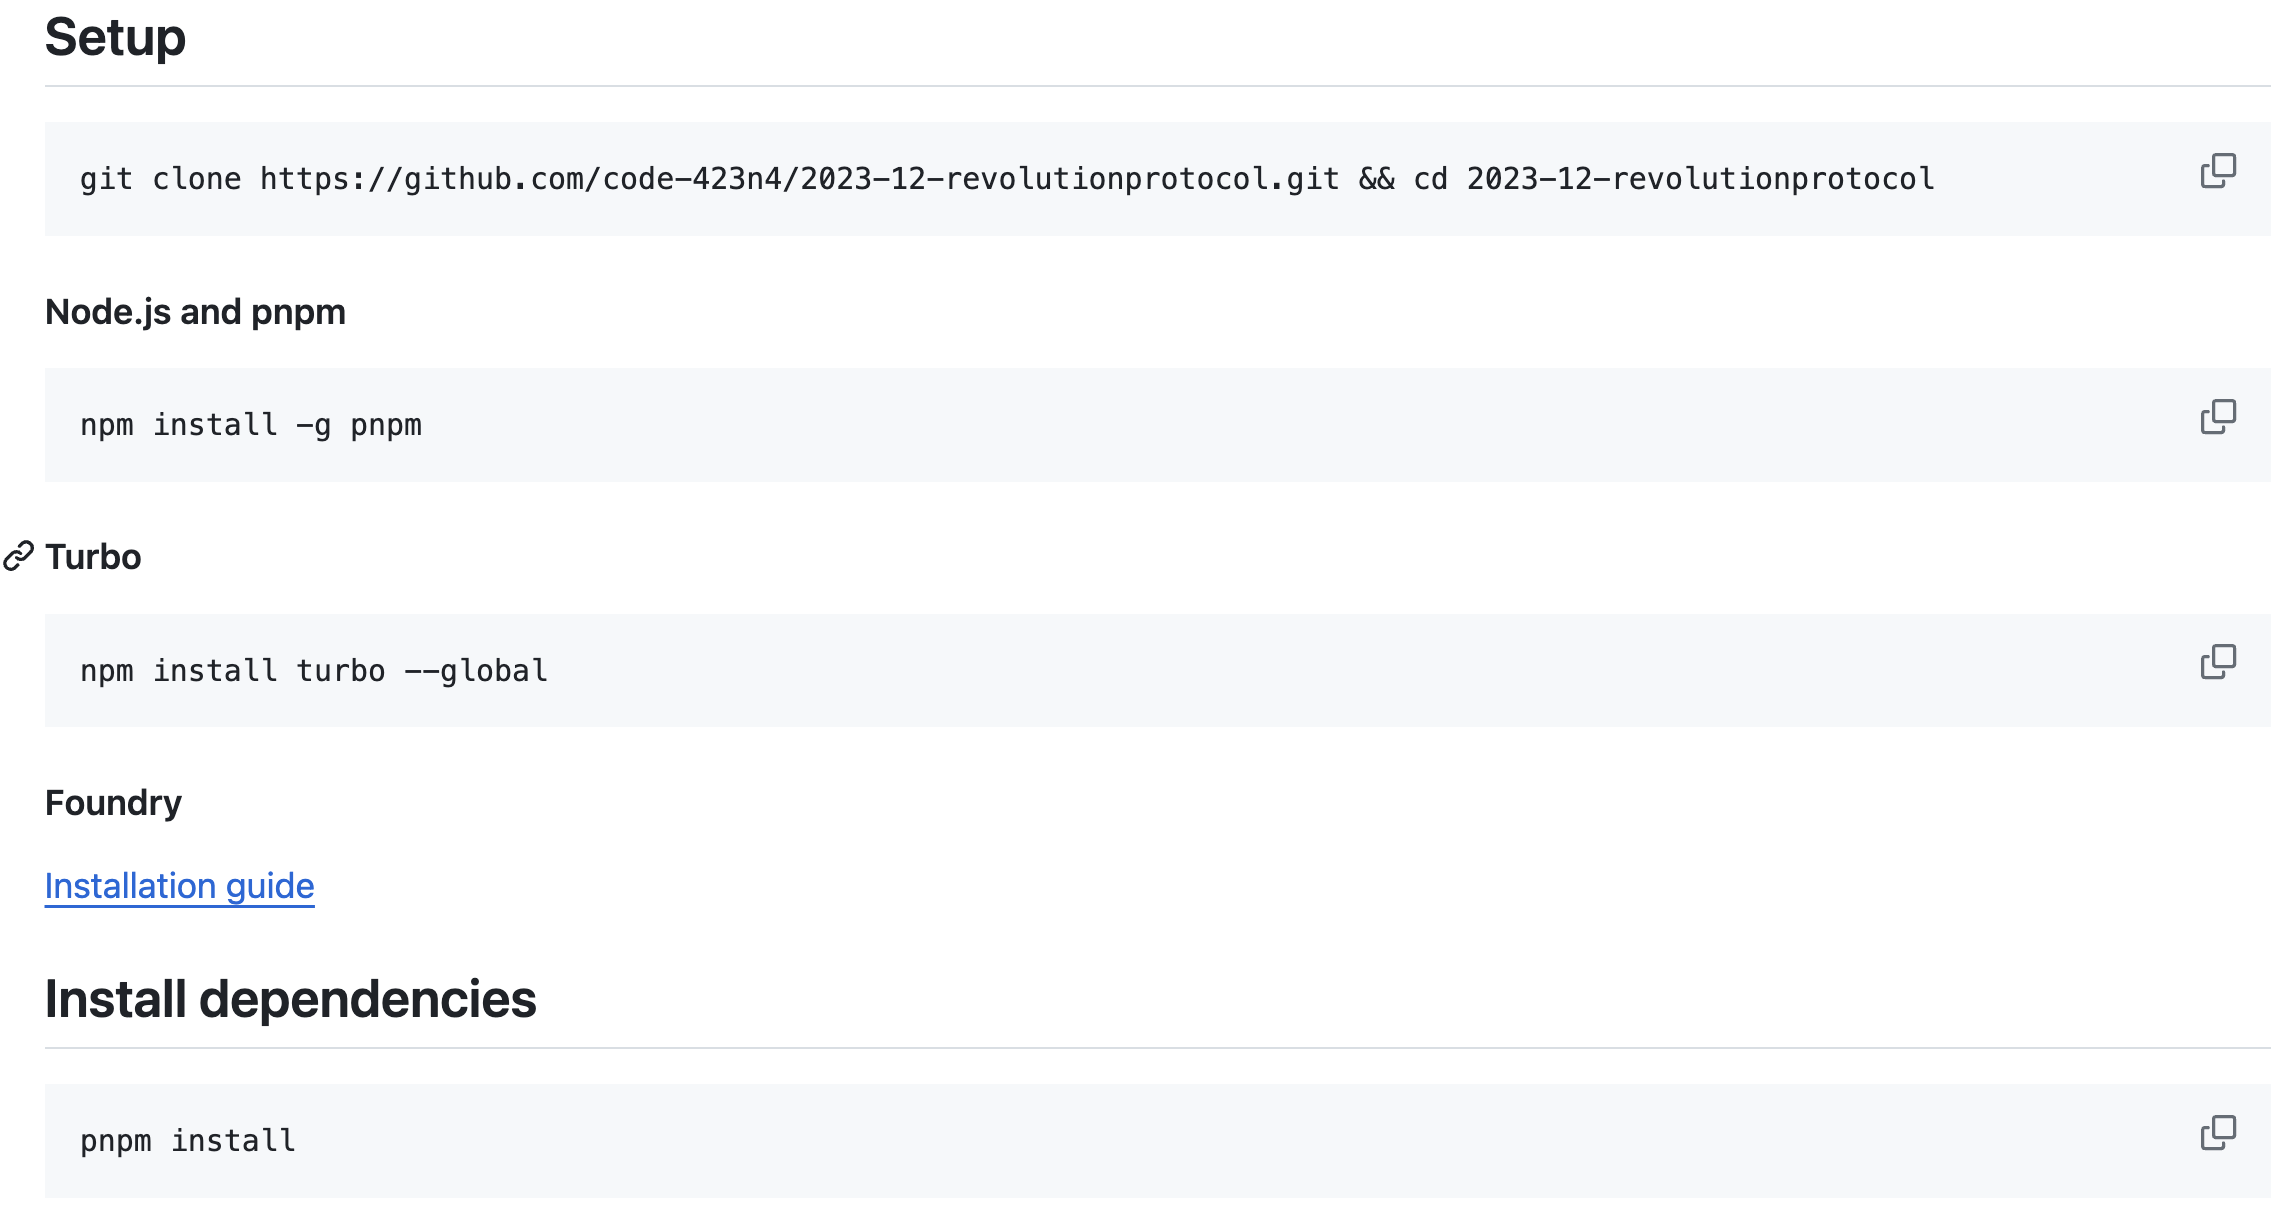 Setup
git clone https://github.com/code-423n4/2023-12-revolutionprotocol.git && cd 2023-12-revolutionprotocol
Node.js and pnpm
npm install -g pnpm
Turbo
npm install turbo --global
Foundry
Installation guide
Install dependencies
pnpm install